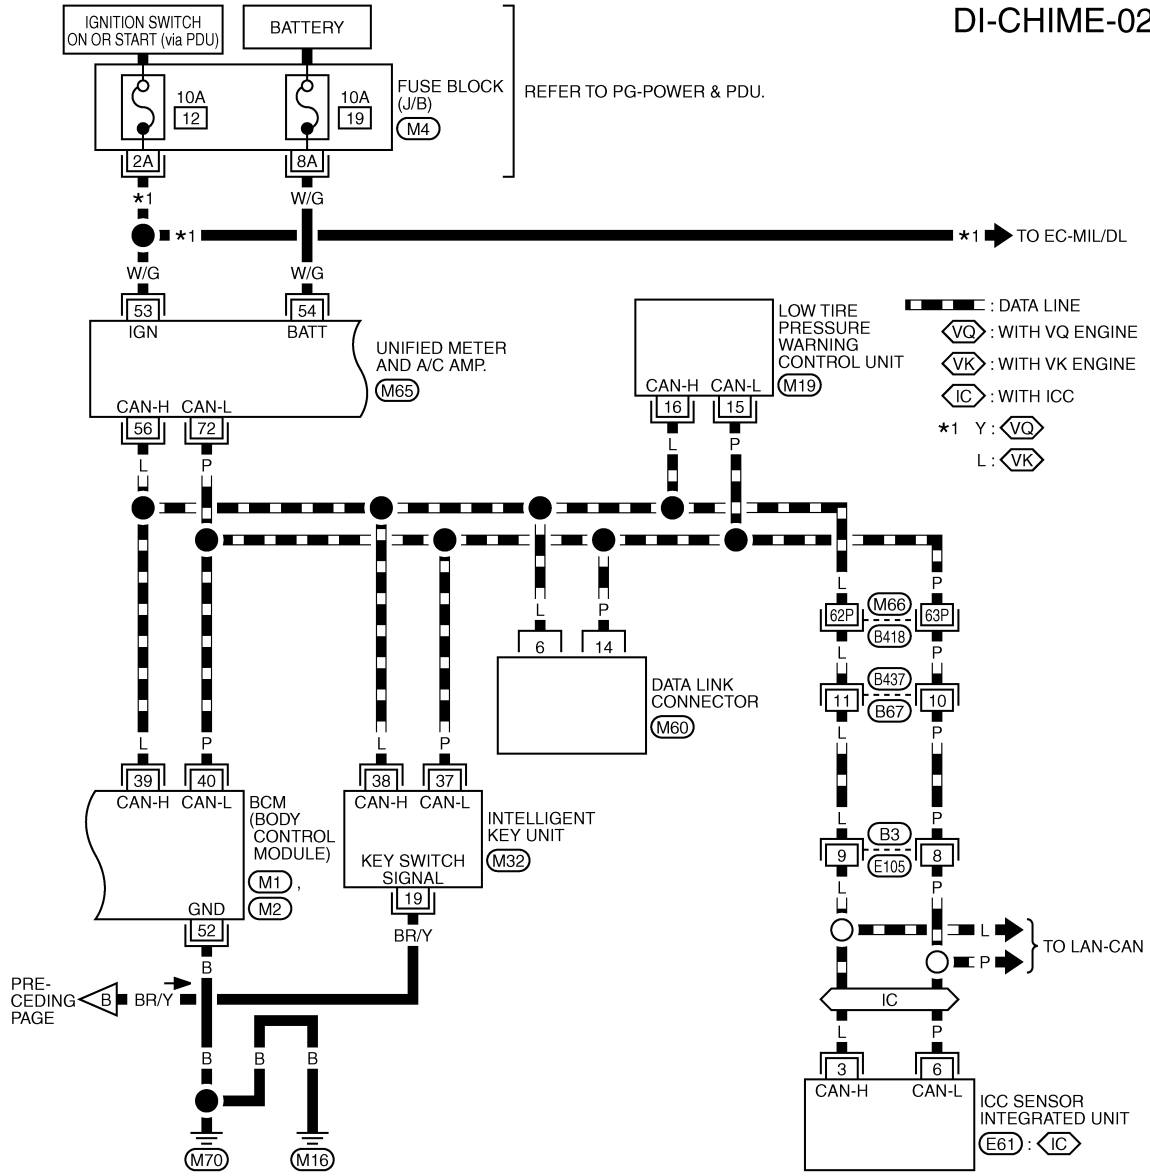 DI-CHIME-02
IGNITION SWITCH
ON OR START (via PDU)
BATTERY
10A
12
10A
19
FUSE BLOCK
(J/B)
M4
REFER TO PG-POWER & PDU.
2A
8A
*1
W/G
*1
*1
TO EC-MIL/DL
W/G
W/G
53
54
IGN
BATT
UNIFIED METER
AND A/C AMP.
M65
CAN-H
CAN-L
56
72
L
P
LOW TIRE
PRESSURE
WARNING
CONTROL UNIT
M19
CAN-H
CAN-L
16
15
L
P
: DATA LINE
VQ : WITH VQ ENGINE
VK : WITH VK ENGINE
IC : WITH ICC
*1 Y : VQ
L : VK
L
P
62P
M66
63P
B418
L
P
L
P
6
14
DATA LINK
CONNECTOR
M60
B437
11
10
B67
L
P
L
P
L
P
39
40
38
37
CAN-H
CAN-L
BCM
(BODY
CONTROL
MODULE)
M1 ,
M2
CAN-H
CAN-L
INTELLIGENT
KEY UNIT
M32
KEY SWITCH
SIGNAL
19
BR/Y
GND
52
B
L
P
B3
9
8
E105
L
P
L
P
TO LAN-CAN
PRE-
CEDING
PAGE
B
BR/Y
IC
B
B
B
L
P
3
6
CAN-H
CAN-L
ICC SENSOR
INTEGRATED UNIT
E61 : IC
M70
M16